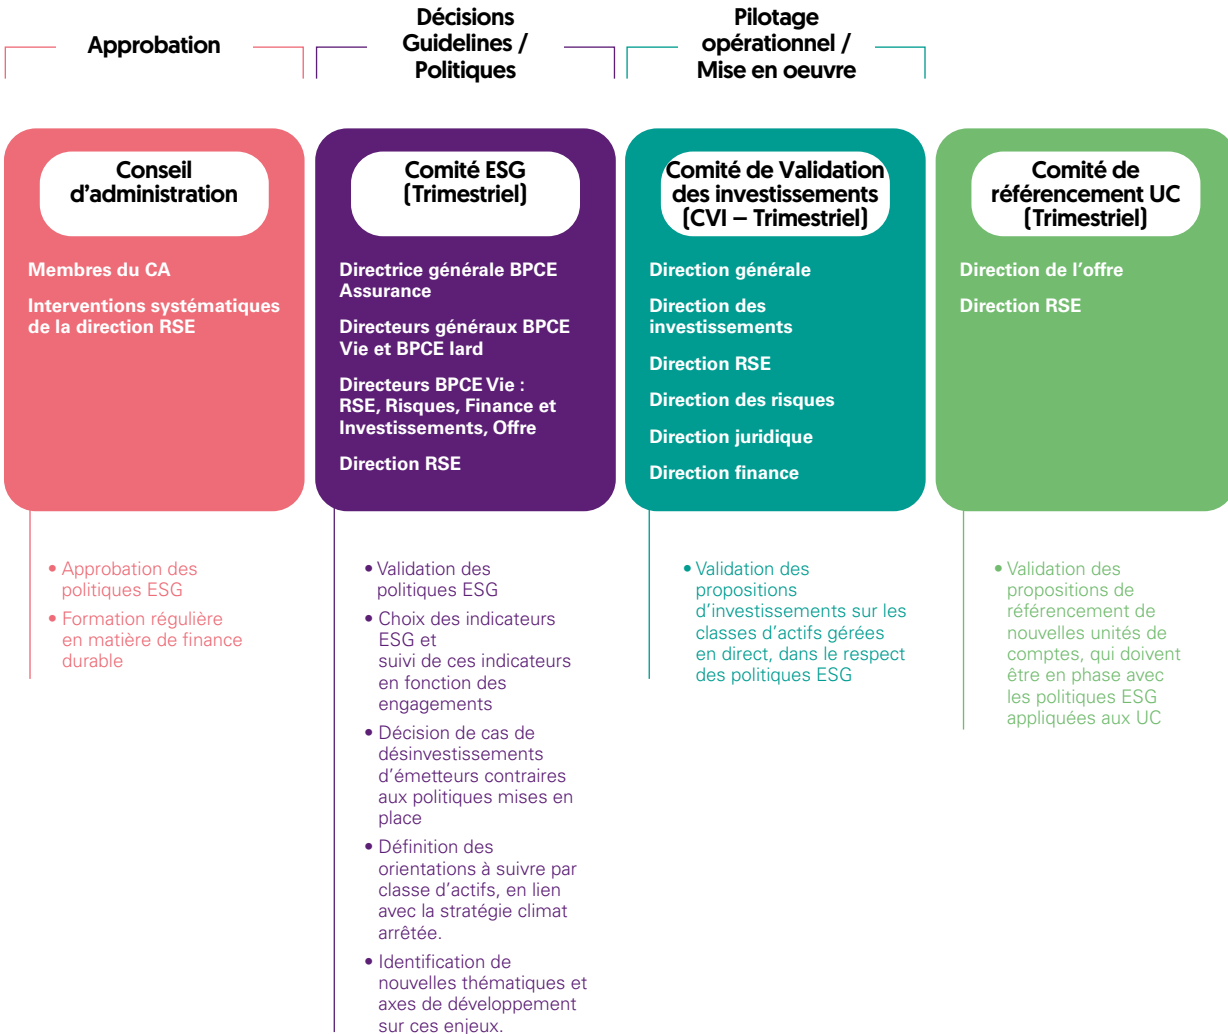 Approbation
Décisions
Guidelines /
Politiques
Pilotage
opérationnel /
Mise en oeuvre
Conseil
d'administration
Membres du CA
Interventions systématiques
de la direction RSE
• Approbation des
politiques ESG
• Formation régulière
en matière de finance
durable
Comité ESG
(Trimestriel)
Directrice générale BPCE
Assurance
Directeurs généraux BPCE
Vie et BPCE Iard
Directeurs BPCE Vie :
RSE, Risques, Finance et
Investissements, Offre
Direction RSE
• Validation des
politiques ESG
• Choix des indicateurs
ESG et
suivi de ces indicateurs
en fonction des
engagements
• Décision de cas de
désinvestissements
d'émetteurs contraires
aux politiques mises en
place
• Définition des
orientations à suivre par
classe d'actifs, en lien
avec la stratégie climat
arrêtée.
• Identification de
nouvelles thématiques et
axes de développement
sur ces enjeux.
Comité de Validation
des investissements
(CVI – Trimestriel)
Direction générale
Direction des
investissements
Direction RSE
Direction des risques
Direction juridique
Direction finance
• Validation des
propositions
d'investissements sur les
classes d'actifs gérées
en direct, dans le respect
des politiques ESG
Comité de
référencement UC
(Trimestriel)
Direction de l'offre
Direction RSE
• Validation des
propositions de
référencement de
nouvelles unités de
comptes, qui doivent
être en phase avec
les politiques ESG
appliquées aux UC